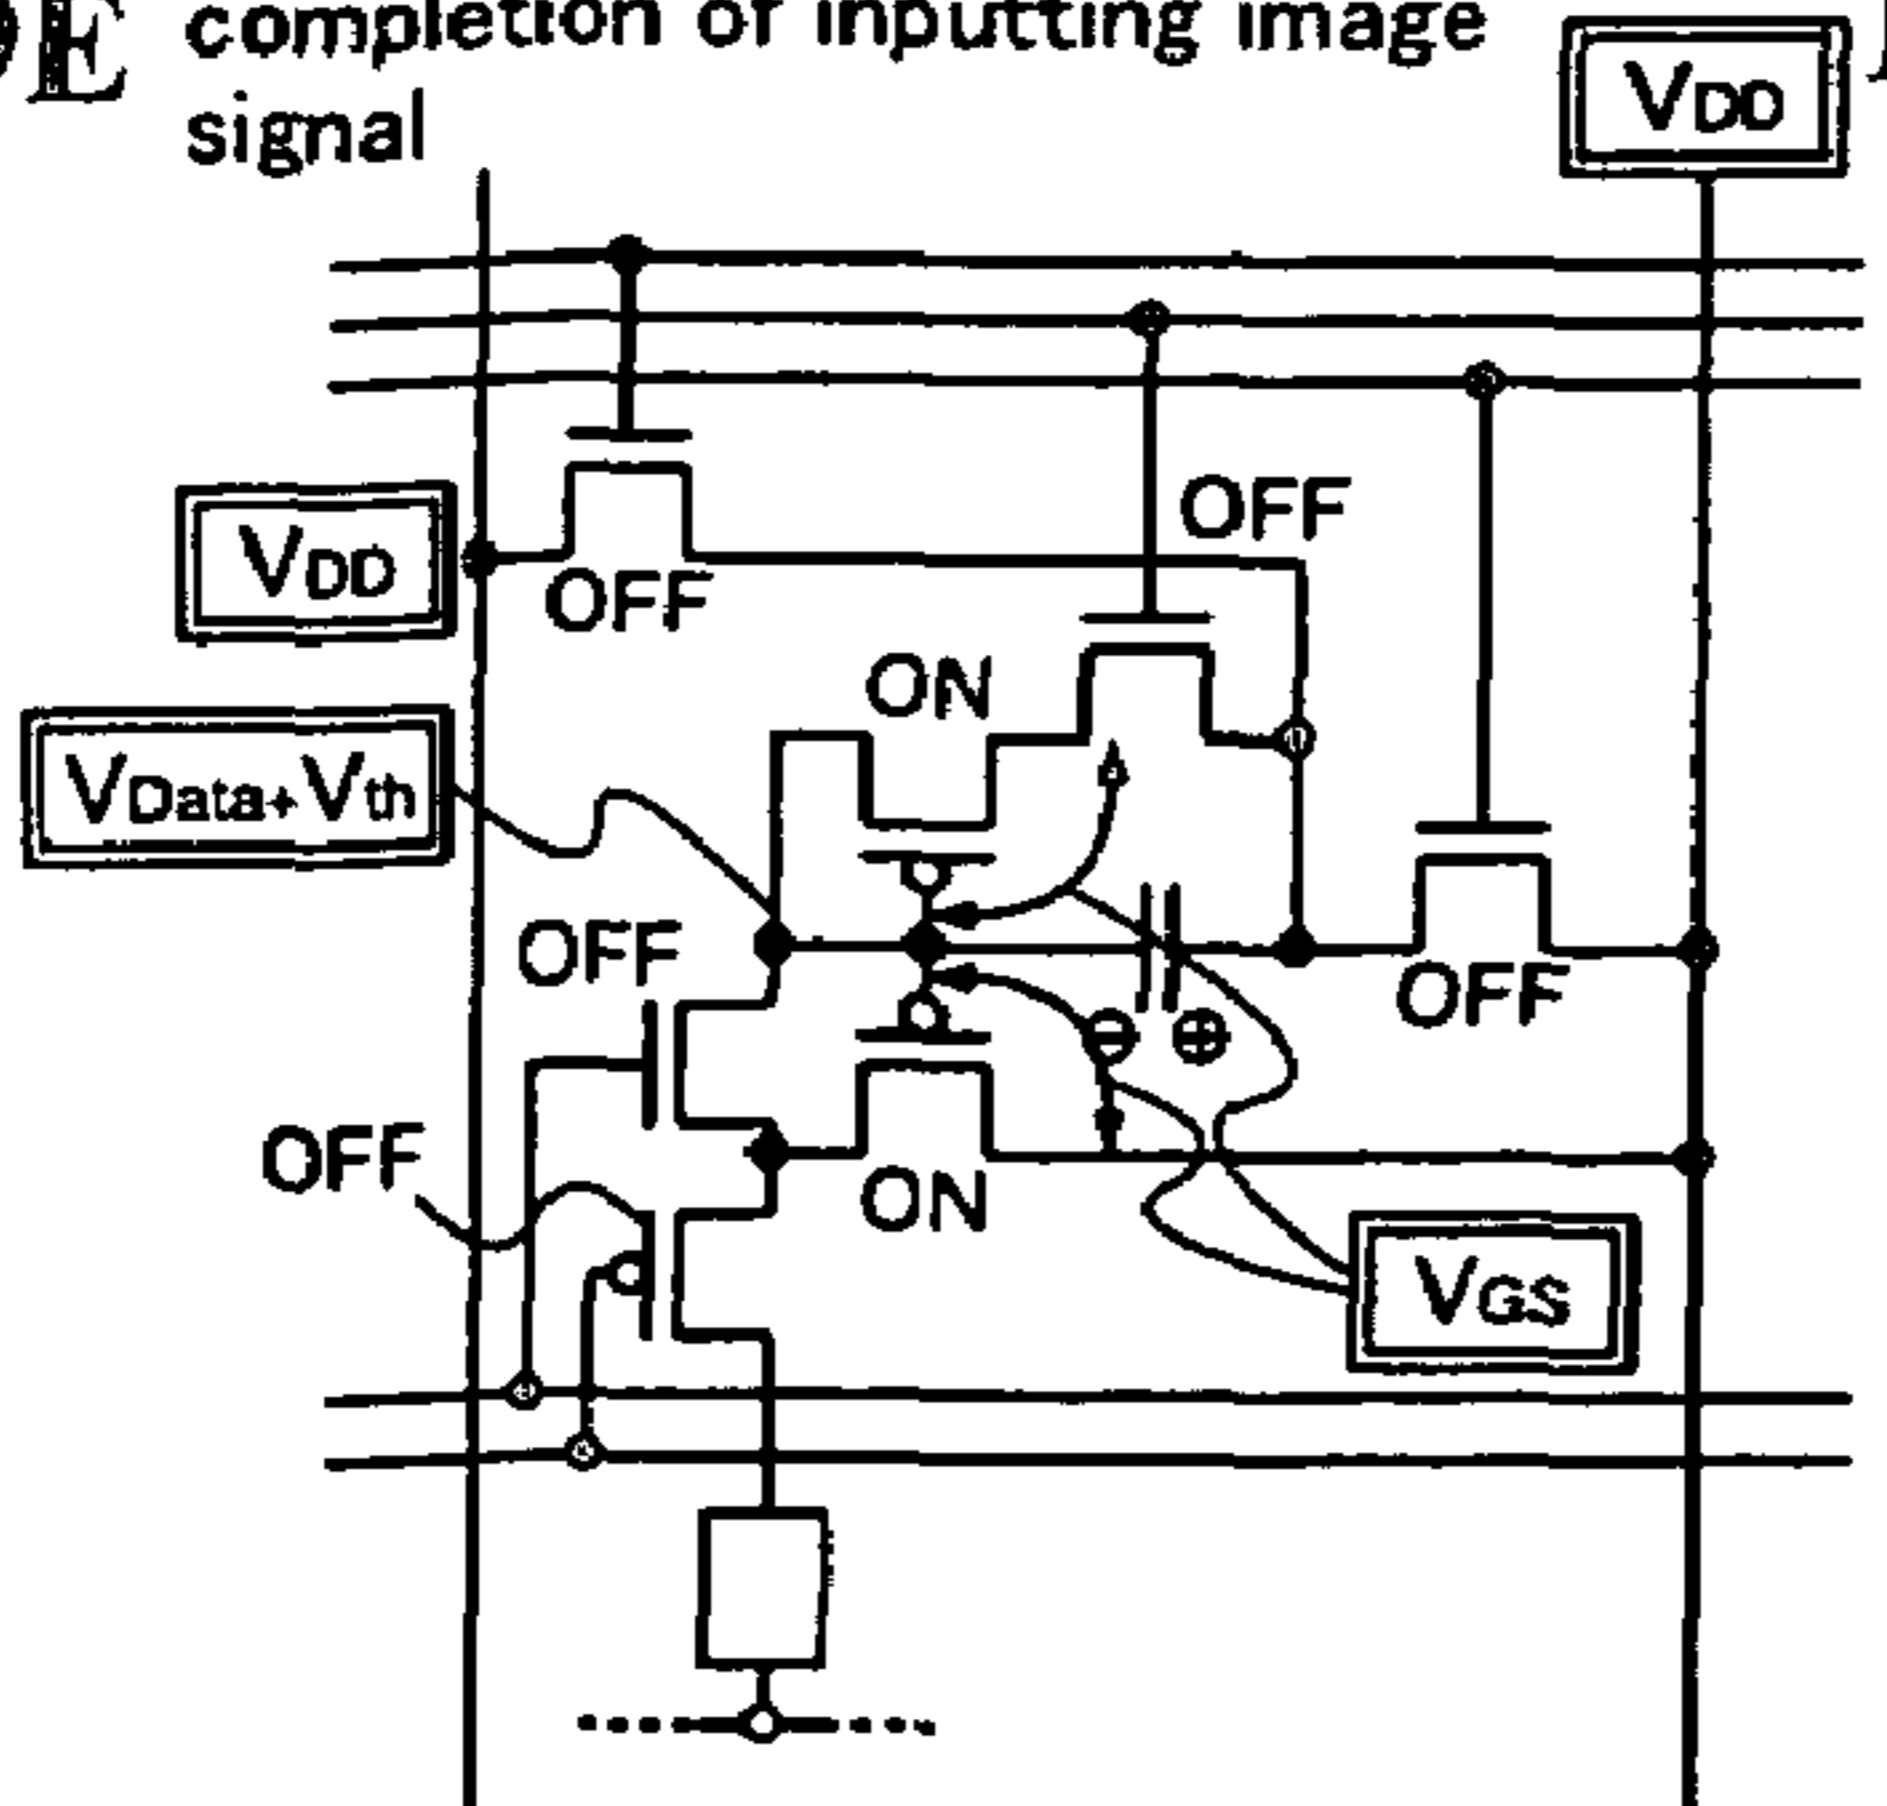 E completion of inputting image
signal
VDD
VDD
OFF
OFF
ON
VData+Vth
OFF
OFF
⊖ ⊕
OFF
ON
VGS